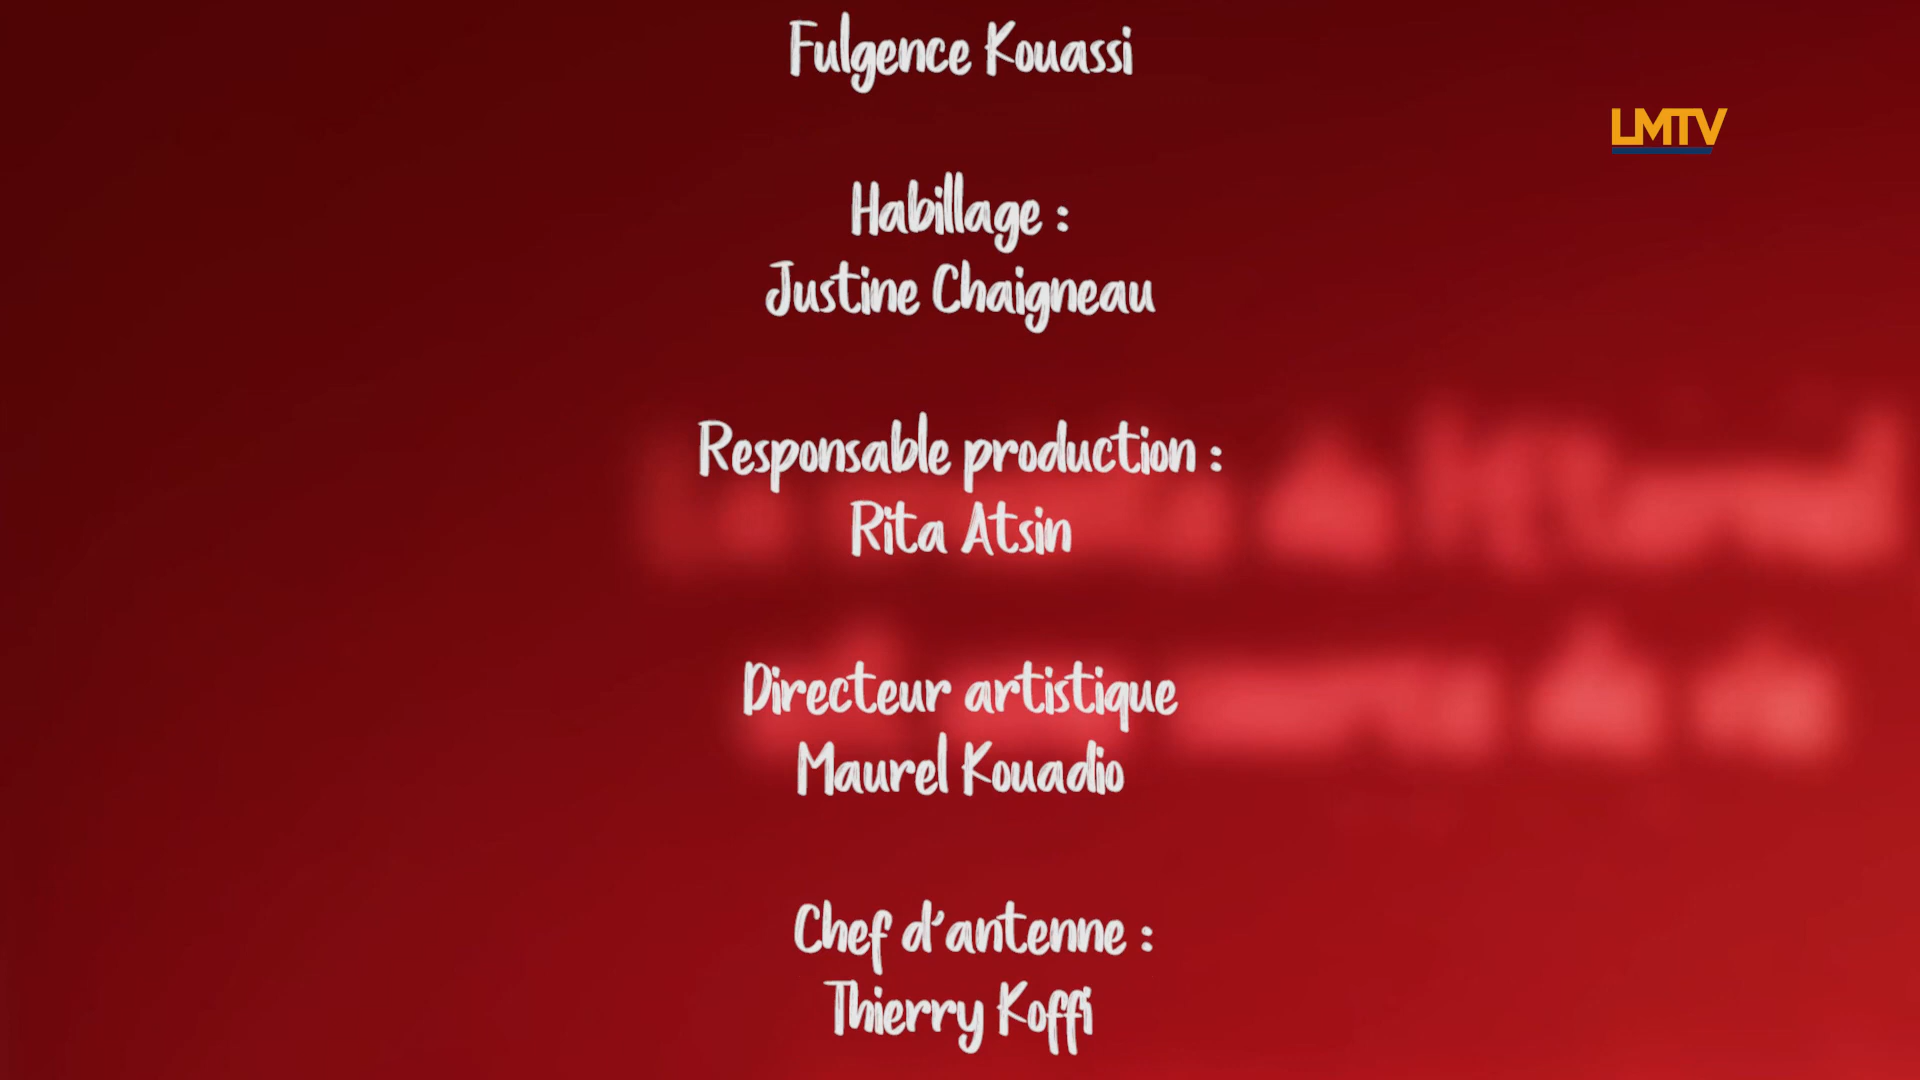 Fulgence Kouassi
LMTV
Habillage :
Justine Chaigneau
Responsable production :
Rita Atsin
Directeur artistique
Maurel Kouadio
Chef d'antenne :
Thierry Koffi